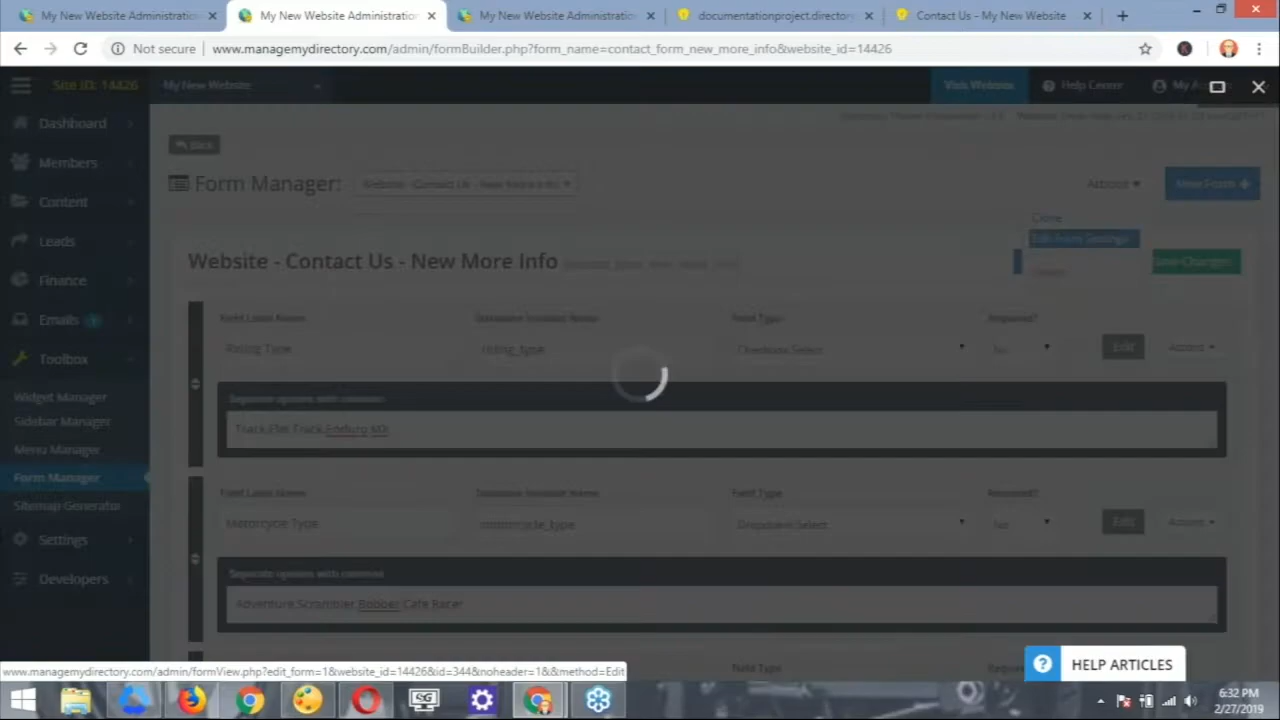 My New Website Administration
My New Website Administration
My New Website Administration
documentationproject.directory
Contact Us - My New Website
Not secure
www.managemydirectory.com/admin/formBuilder.php?form_name=contact_form_new_more_info&website_id=14426
Site ID: 14426
My New Website
Visit Website
Help Center
My A
Dashboard
Back
Members
Form Manager:
Website - Contact Us - New More Info
Actions
New Form
Content
Clone
Edit Form Settings
Leads
Website - Contact Us - New More Info
Save Changes
Finance
Emails
Field Label Name
Database Variable Name
Field Type
Required?
Riding Type
riding_type
Checkbox Select
No
Edit
Actions
Toolbox
Widget Manager
Separate options with commas
Sidebar Manager
Track,Flat Track,Enduro,MX
Menu Manager
Form Manager
Field Label Name
Database Variable Name
Field Type
Required?
Sitemap Generator
Motorcycle Type
motorcycle_type
Dropdown Select
No
Edit
Actions
Settings
Developers
Separate options with commas
Adventure,Scrambler,Bobber,Cafe Racer
www.managemydirectory.com/admin/formView.php?edit_form=1&website_id=14426&id=344&noheader=1&&method=Edit
Field Type
HELP ARTICLES
SG
6:32 PM
2/27/2019